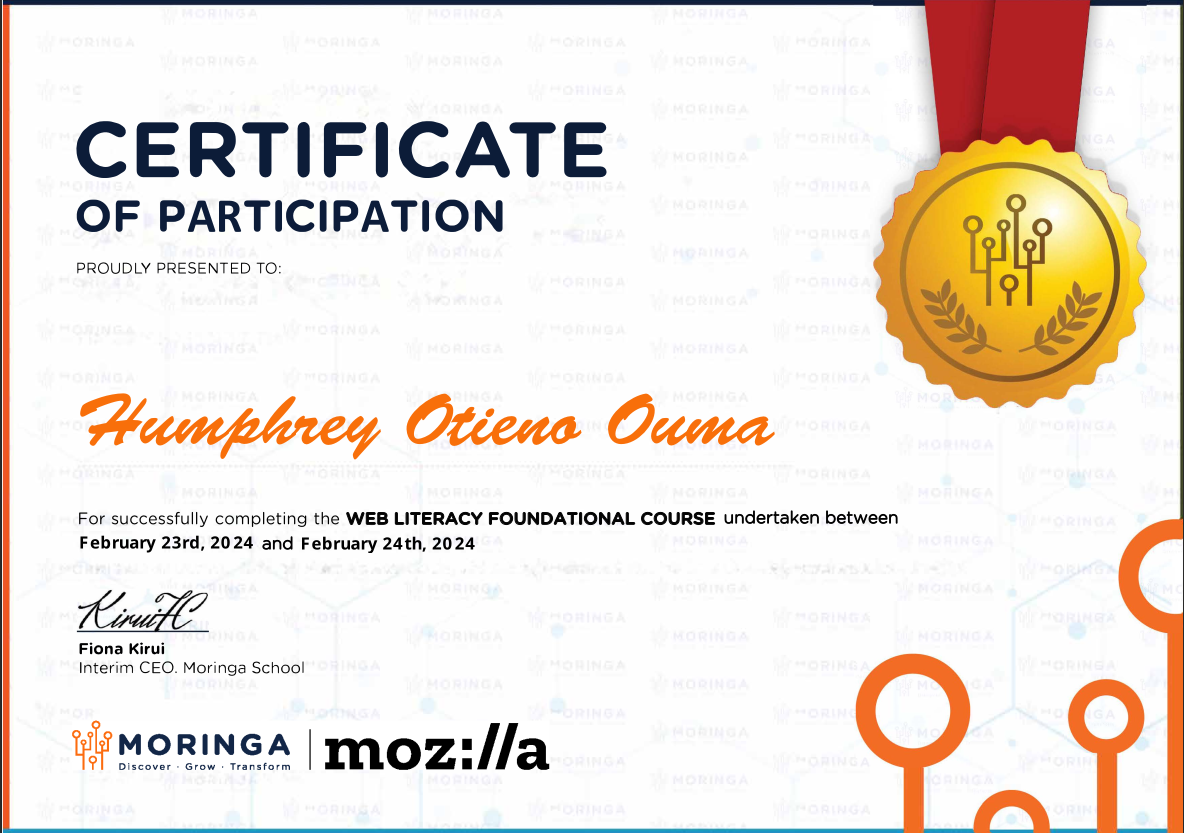 CERTIFICATE
OF PARTICIPATION
PROUDLY PRESENTED TO:
Humphrey Otieno Ouma
For successfully completing the WEB LITERACY FOUNDATIONAL COURSE undertaken between
February 23rd, 2024 and February 24th, 2024
KiruiFC
Fiona Kirui
Interim CEO. Moringa School
MORINGA
Discover · Grow · Transform
moz://a